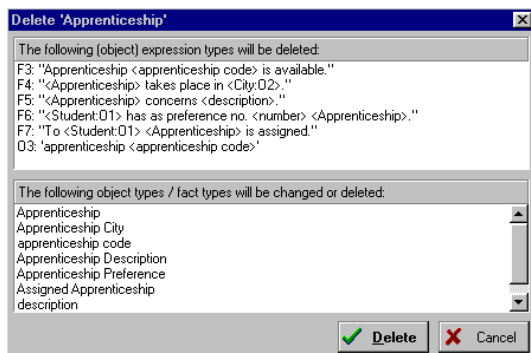 Delete 'Apprenticeship'
The following (object) expression types will be deleted:
F3: "Apprenticeship <apprenticeship code> is available."
F4: "<Apprenticeship> takes place in <City:O2>."
F5: "<Apprenticeship> concerns <description>."
F6: "<Student:O1> has as preference no. <number> <Apprenticeship>."
F7: "To <Student:O1> <Apprenticeship> is assigned."
O3: 'apprenticeship <apprenticeship code>'
The following object types / fact types will be changed or deleted:
Apprenticeship
Apprenticeship City
apprenticeship code
Apprenticeship Description
Apprenticeship Preference
Assigned Apprenticeship
description
Delete Cancel